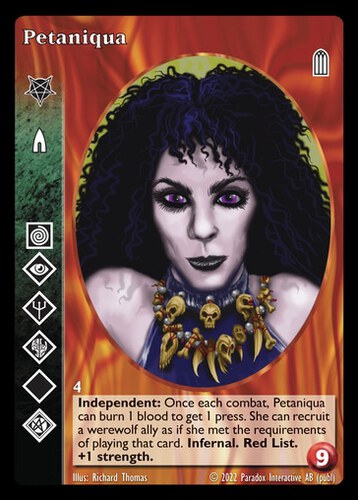 Petaniqua
4
Independent: Once each combat, Petaniqua
can burn 1 blood to get 1 press. She can recruit
a werewolf ally as if she met the requirements
of playing that card. Infernal. Red List.
+1 strength.
9
Illus: Richard Thomas © 2022 Paradox Interactive AB (publ)